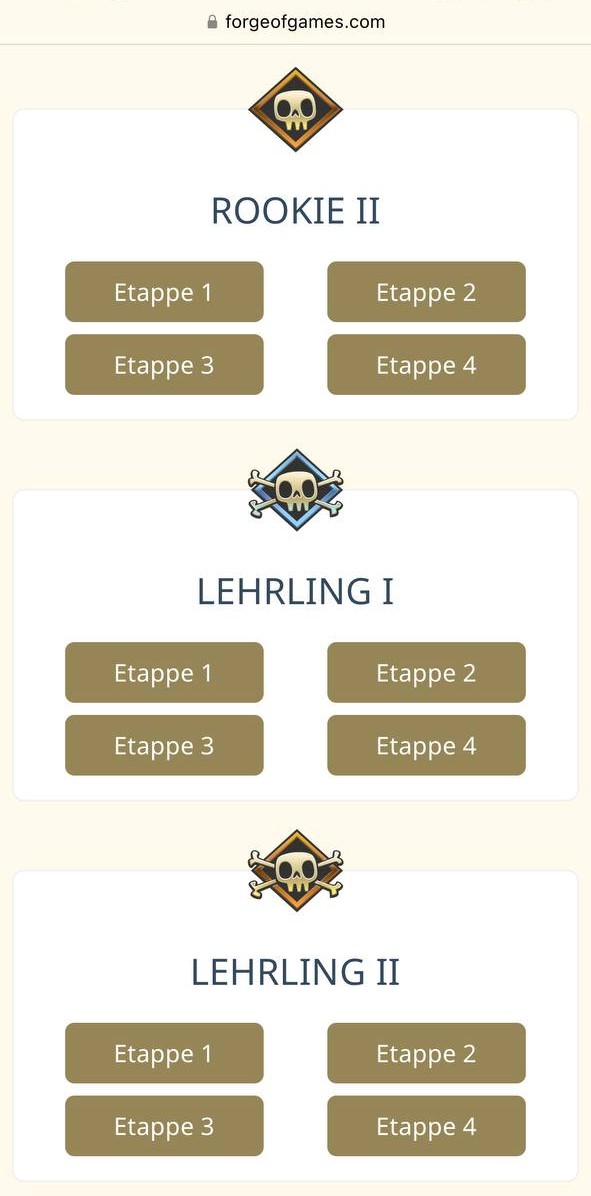 forgeofgames.com
ROOKIE II
Etappe 1 Etappe 2
Etappe 3 Etappe 4
LEHRLING I
Etappe 1 Etappe 2
Etappe 3 Etappe 4
LEHRLING II
Etappe 1 Etappe 2
Etappe 3 Etappe 4